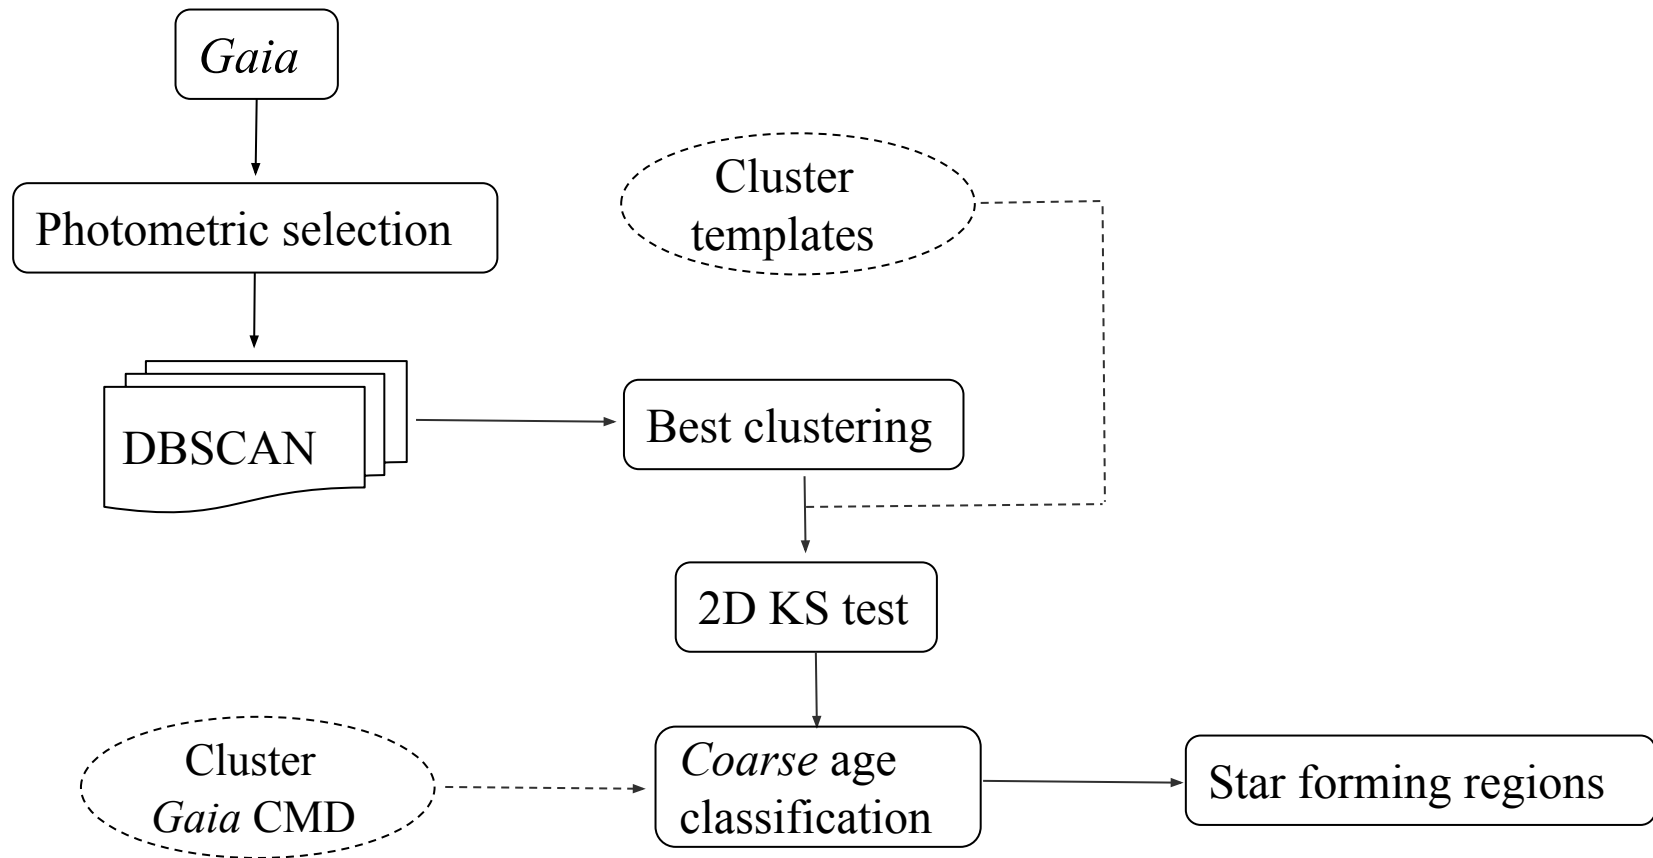 Gaia
Photometric selection
Cluster
templates
DBSCAN
Best clustering
2D KS test
Cluster
Gaia CMD
Coarse age
classification
Star forming regions